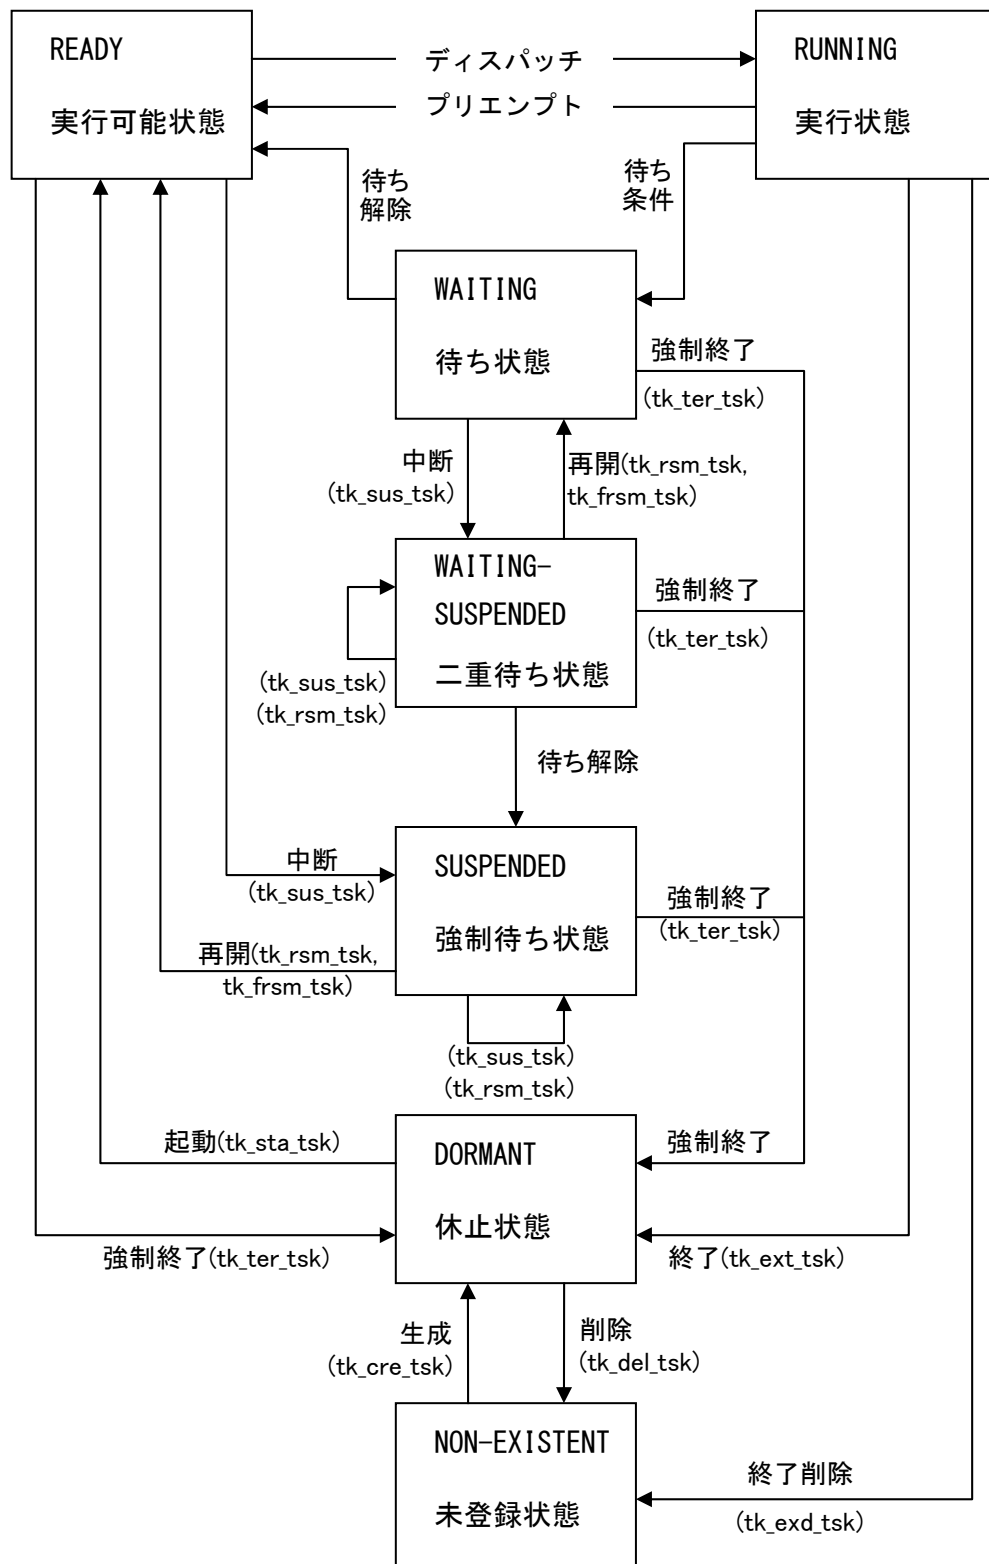 READY
実行可能状態
ディスパッチ
プリエンプト
RUNNING
実行状態
待ち
解除
待ち
条件
WAITING
待ち状態
強制終了
(tk_ter_tsk)
中断
(tk_sus_tsk)
再開(tk_rsm_tsk,
tk_frsm_tsk)
WAITING-
SUSPENDED
二重待ち状態
強制終了
(tk_ter_tsk)
(tk_sus_tsk)
(tk_rsm_tsk)
待ち解除
SUSPENDED
強制待ち状態
中断
(tk_sus_tsk)
強制終了
(tk_ter_tsk)
再開(tk_rsm_tsk,
tk_frsm_tsk)
(tk_sus_tsk)
(tk_rsm_tsk)
起動(tk_sta_tsk)
DORMANT
休止状態
強制終了
強制終了(tk_ter_tsk)
終了(tk_ext_tsk)
生成
(tk_cre_tsk)
削除
(tk_del_tsk)
NON-EXISTENT
未登録状態
終了削除
(tk_exd_tsk)